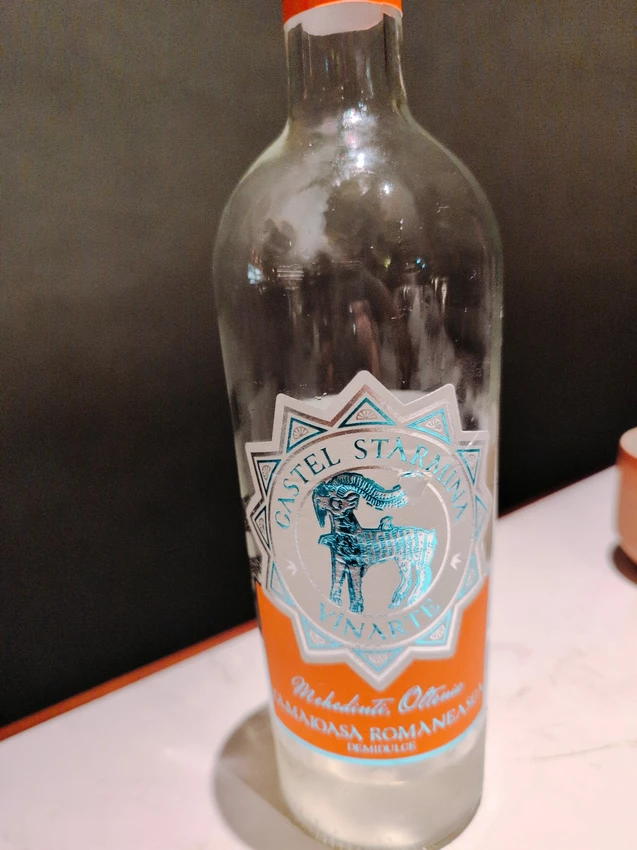 CASTEL STARMINA
VINARTE
Mehedinti, Oltenia
TAMAIOASA ROMANEASCA
DEMIDULCE